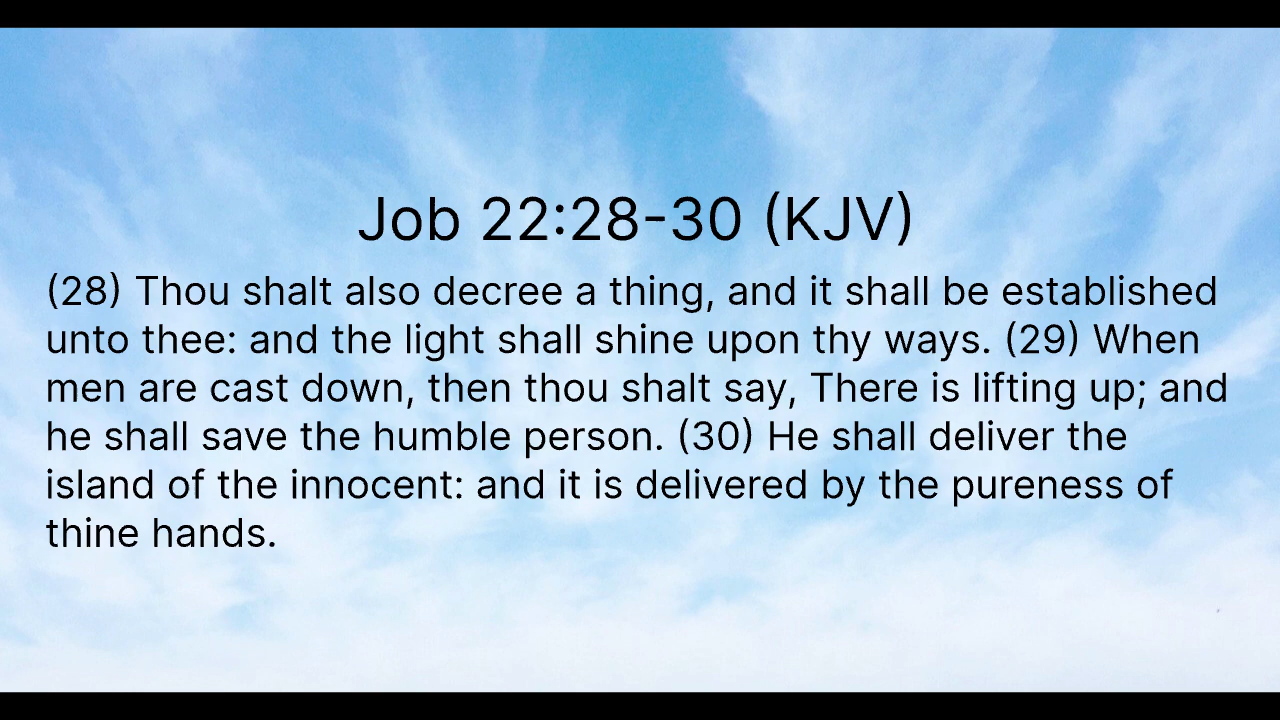 Job 22:28-30 (KJV)
(28) Thou shalt also decree a thing, and it shall be established
unto thee: and the light shall shine upon thy ways. (29) When
men are cast down, then thou shalt say, There is lifting up; and
he shall save the humble person. (30) He shall deliver the
island of the innocent: and it is delivered by the pureness of
thine hands.